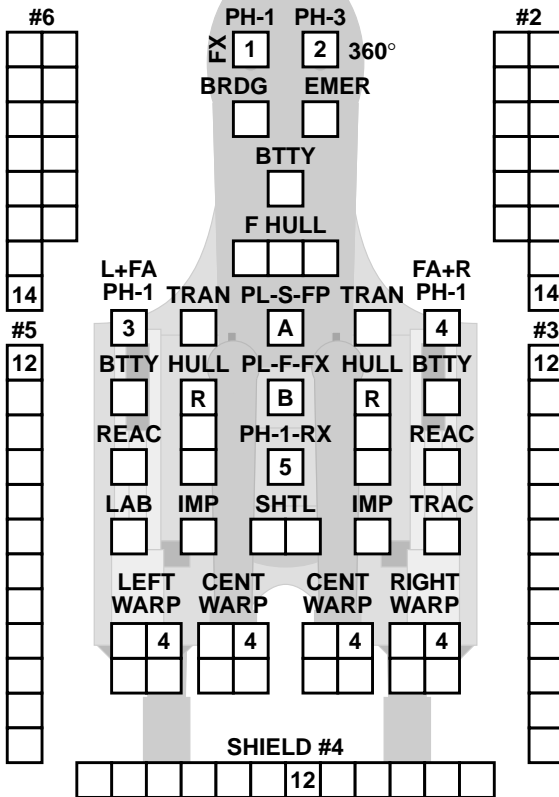 #6 PH-1 PH-3 #2
FX 1 2 360°
BRDG EMER
BTTY
F HULL
L+FA FA+R
14 PH-1 TRAN PL-S-FP TRAN PH-1 14
#5 3 A 4 #3
12 BTTY HULL PL-F-FX HULL BTTY 12
R B R
REAC PH-1-RX REAC
5
LAB IMP SHTL IMP TRAC
LEFT CENT CENT RIGHT
WARP WARP WARP WARP
4 4 4 4
SHIELD #4
12